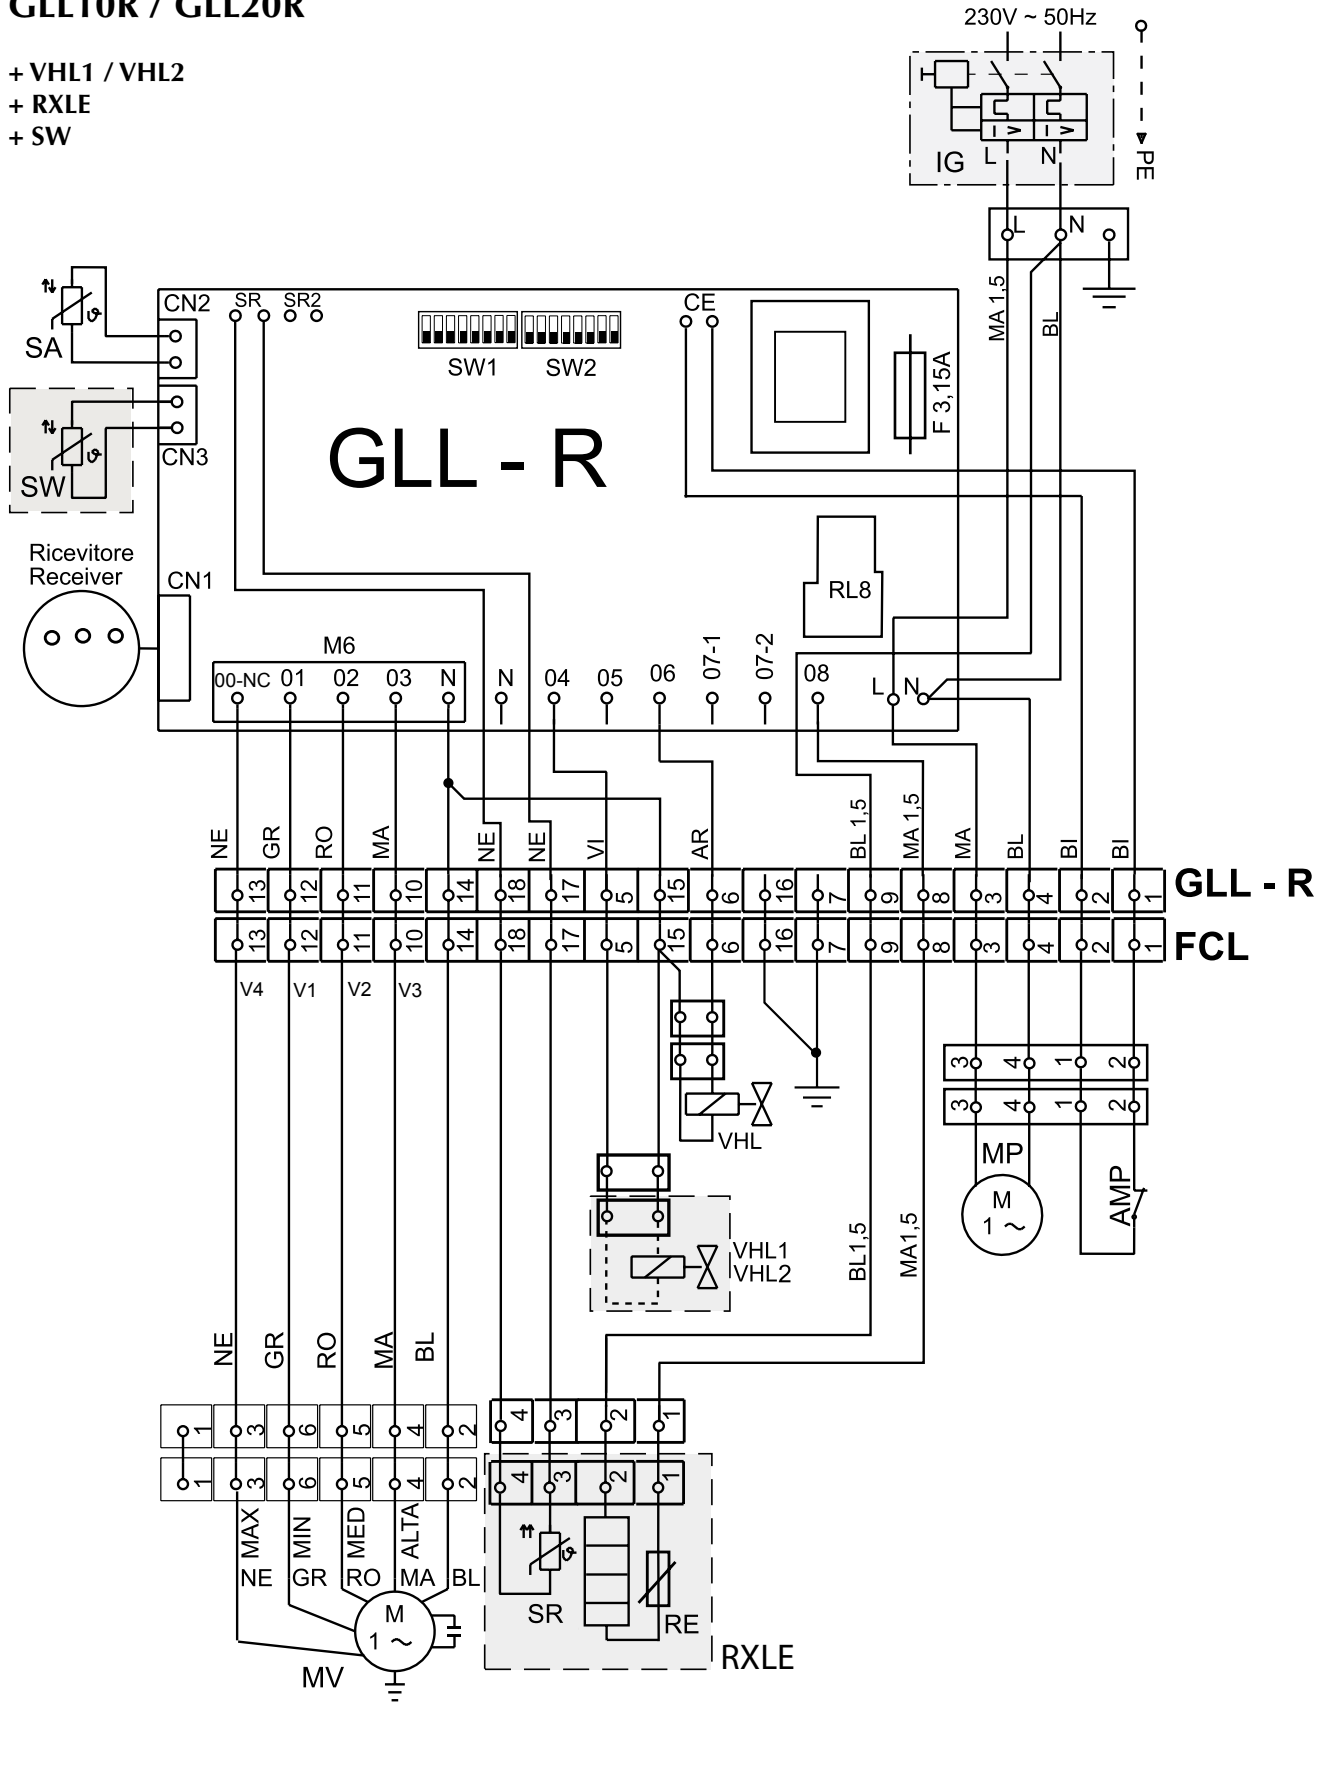 GLL10R / GLL20R
+ VHL1 / VHL2
+ RXLE
+ SW
230V ~ 50Hz
PE
IG L N
I > I >
L N
MA 1,5
BL
SA
CN2
SR SR2
SW1 SW2
CE
F 3,15A
SW
CN3
GLL - R
Ricevitore
Receiver
CN1
RL8
M6
00-NC 01 02 03 N N 04 05 06 07-1 07-2 08 L N
NE GR RO MA NE NE VI AR BL 1,5 MA 1,5 MA BL BI BI
13 12 11 10 14 18 17 5 15 6 16 7 9 8 3 4 2 1 GLL - R
13 12 11 10 14 18 17 5 15 6 16 7 9 8 3 4 2 1 FCL
V4 V1 V2 V3
3 4 1 2
3 4 1 2
VHL
MP
AMP
M
1 ~
VHL1
VHL2
BL1,5
MA1,5
NE GR RO MA BL
1 3 6 5 4 2
4 3 2 1
1 3 6 5 4 2
4 3 2 1
MAX MIN MED ALTA
NE GR RO MA BL
M
1 ~
MV
SR
RE
RXLE